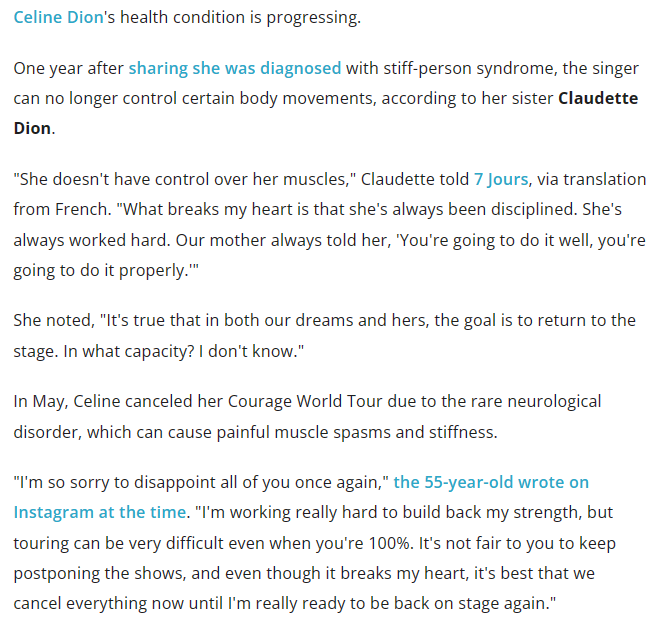 Celine Dion's health condition is progressing.
One year after sharing she was diagnosed with stiff-person syndrome, the singer
can no longer control certain body movements, according to her sister Claudette
Dion.
"She doesn't have control over her muscles," Claudette told 7 Jours, via translation
from French. "What breaks my heart is that she's always been disciplined. She's
always worked hard. Our mother always told her, 'You're going to do it well, you're
going to do it properly.'"
She noted, "It's true that in both our dreams and hers, the goal is to return to the
stage. In what capacity? I don't know."
In May, Celine canceled her Courage World Tour due to the rare neurological
disorder, which can cause painful muscle spasms and stiffness.
"I'm so sorry to disappoint all of you once again," the 55-year-old wrote on
Instagram at the time. "I'm working really hard to build back my strength, but
touring can be very difficult even when you're 100%. It's not fair to you to keep
postponing the shows, and even though it breaks my heart, it's best that we
cancel everything now until I'm really ready to be back on stage again."